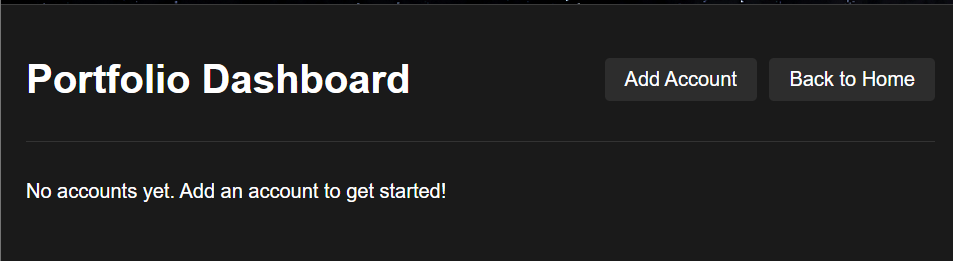 Portfolio Dashboard
Add Account
Back to Home
No accounts yet. Add an account to get started!